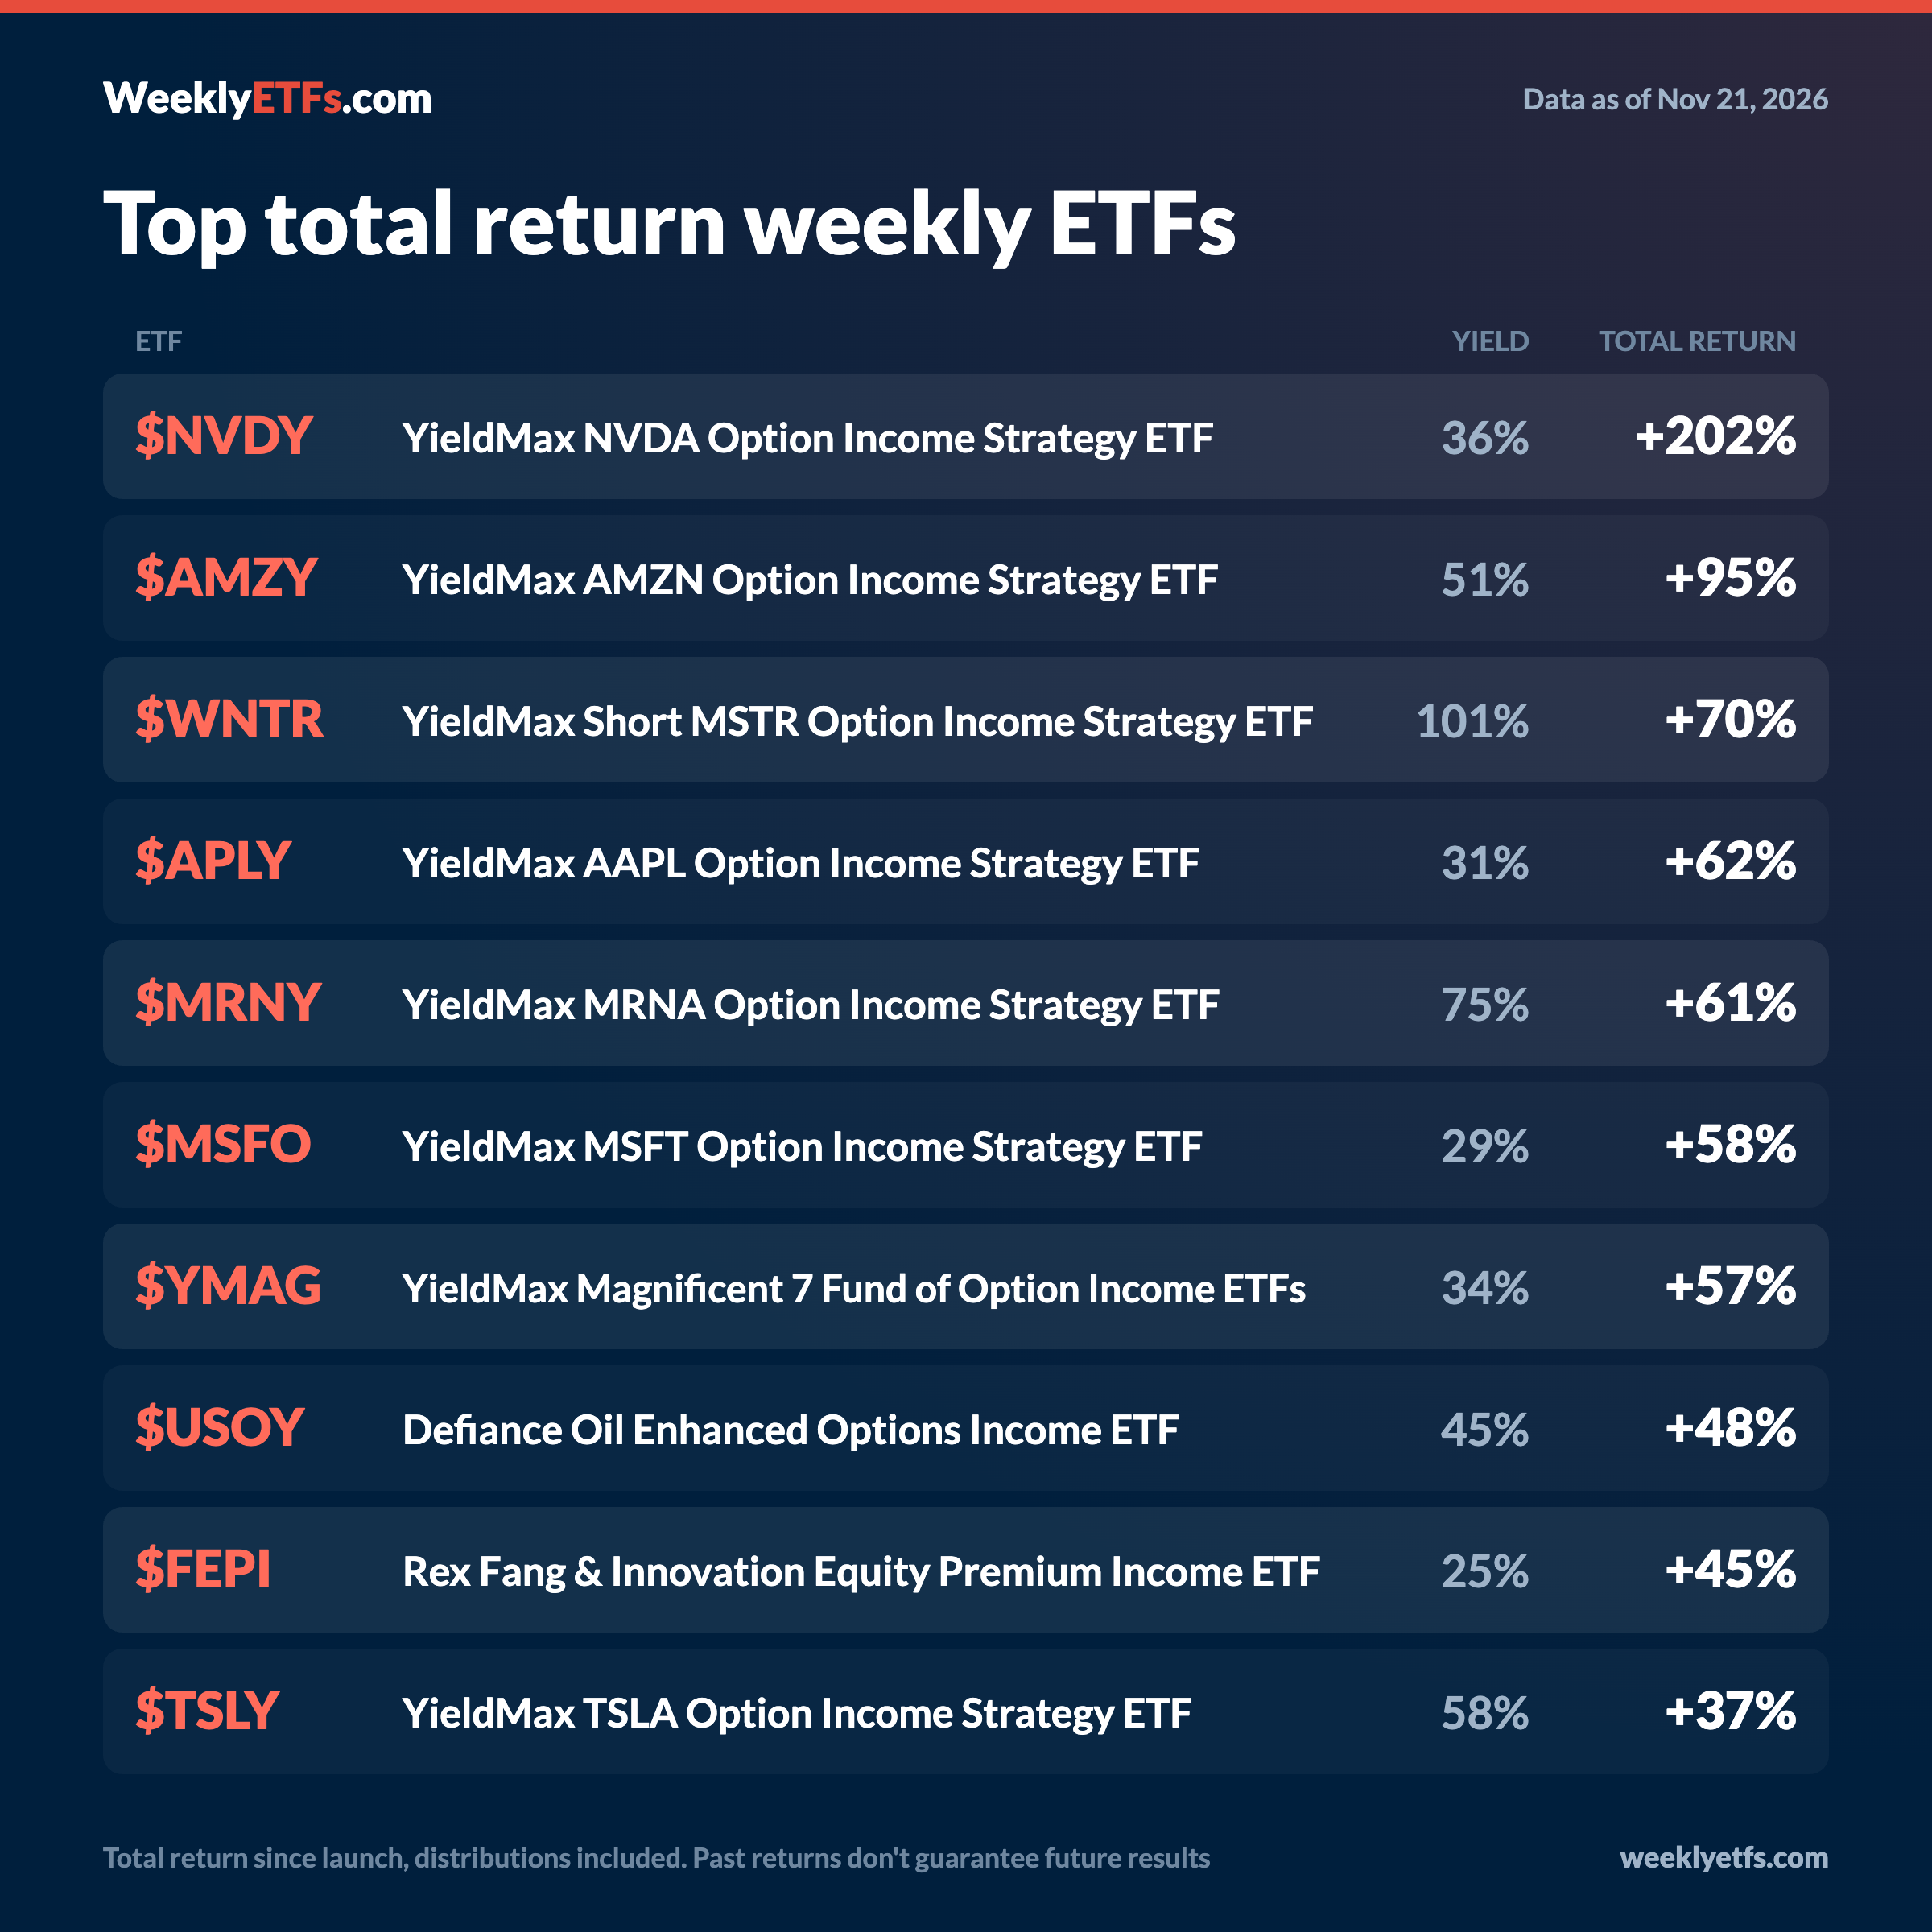 WeeklyETFs.com
Data as of Nov 21, 2026
Top total return weekly ETFs
ETF YIELD TOTAL RETURN
$NVDY YieldMax NVDA Option Income Strategy ETF 36% +202%
$AMZY YieldMax AMZN Option Income Strategy ETF 51% +95%
$WNTR YieldMax Short MSTR Option Income Strategy ETF 101% +70%
$APLY YieldMax AAPL Option Income Strategy ETF 31% +62%
$MRNY YieldMax MRNA Option Income Strategy ETF 75% +61%
$MSFO YieldMax MSFT Option Income Strategy ETF 29% +58%
$YMAG YieldMax Magnificent 7 Fund of Option Income ETFs 34% +57%
$USOY Defiance Oil Enhanced Options Income ETF 45% +48%
$FEPI Rex Fang & Innovation Equity Premium Income ETF 25% +45%
$TSLY YieldMax TSLA Option Income Strategy ETF 58% +37%
Total return since launch, distributions included. Past returns don't guarantee future results
weeklyetfs.com